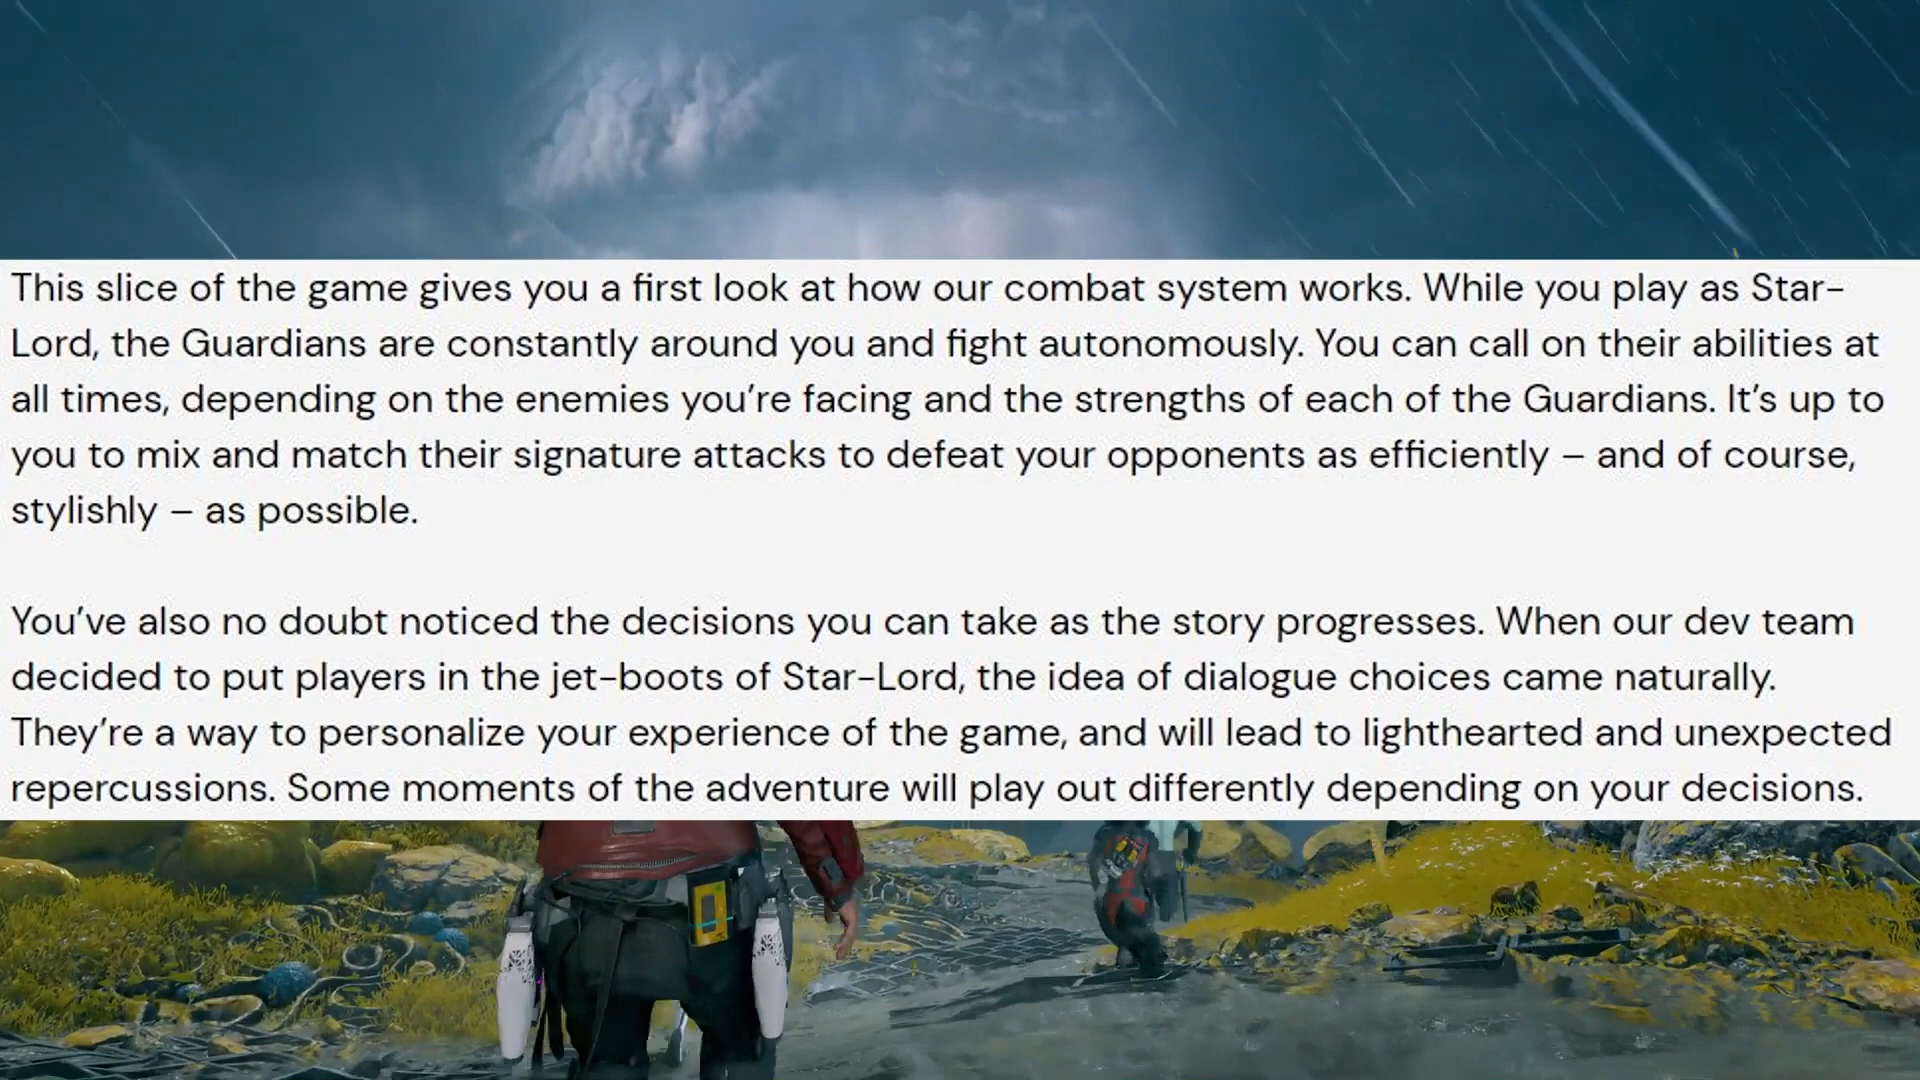 This slice of the game gives you a first look at how our combat system works. While you play as Star-
Lord, the Guardians are constantly around you and fight autonomously. You can call on their abilities at
all times, depending on the enemies you’re facing and the strengths of each of the Guardians. It’s up to
you to mix and match their signature attacks to defeat your opponents as efficiently – and of course,
stylishly – as possible.
You’ve also no doubt noticed the decisions you can take as the story progresses. When our dev team
decided to put players in the jet-boots of Star-Lord, the idea of dialogue choices came naturally.
They’re a way to personalize your experience of the game, and will lead to lighthearted and unexpected
repercussions. Some moments of the adventure will play out differently depending on your decisions.